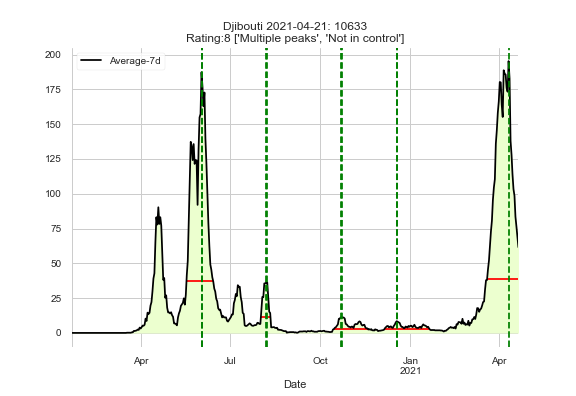 Djibouti 2021-04-21: 10633
Rating:8 ['Multiple peaks', 'Not in control']
Average-7d
200
175
150
125
100
75
50
25
0
Apr
Jul
Oct
Jan
2021
Apr
Date